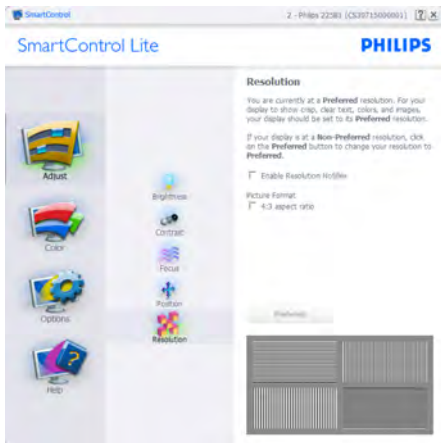 SmartControl
2 - Philips 225B1 (CS30715000001)
SmartControl Lite
PHILIPS
Adjust
Color
Options
Help
Brightness
Contrast
Focus
Position
Resolution
Resolution
You are currently at a Preferred resolution. For your
display to show crisp, clear text, colors, and images,
your display should be set to its Preferred resolution.
If your display is at a Non-Preferred resolution, click
on the Preferred button to change your resolution to
Preferred.
Enable Resolution Notifier
Picture Format
4:3 aspect ratio
Preferred